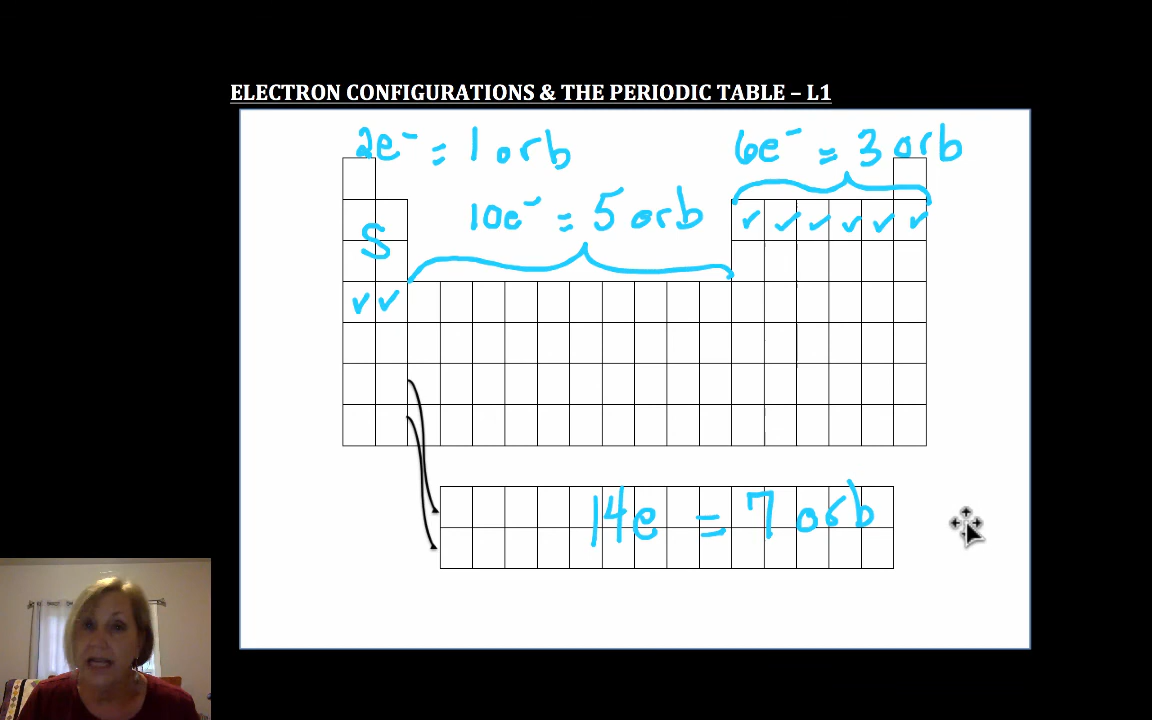 ELECTRON CONFIGURATIONS & THE PERIODIC TABLE – L1
2e⁻ = 1 orb
6e⁻ = 3 orb
10e⁻ = 5 orb
S
14e = 7 orb